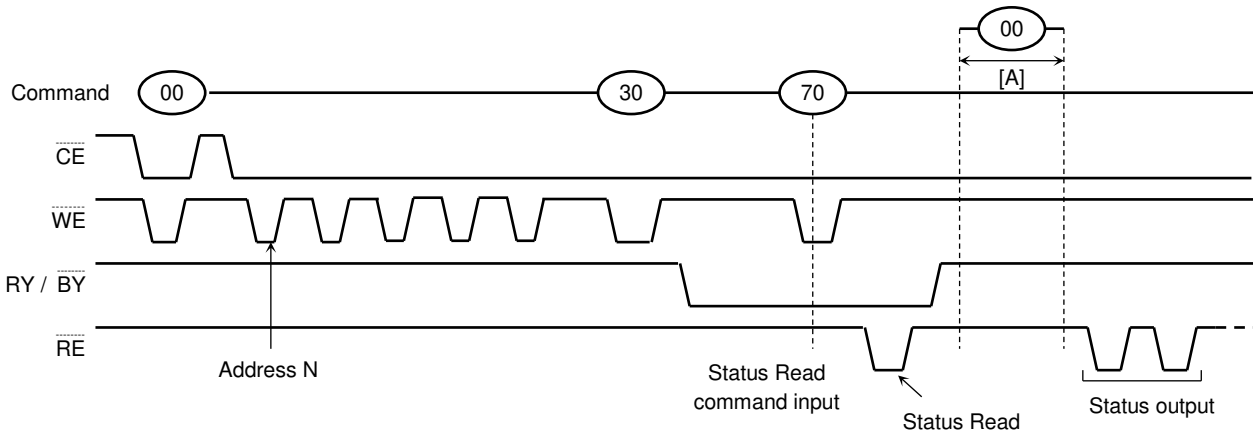 00
[A]
Command 00 30 70
CE
WE
RY / BY
RE
Address N
Status Read
command input
Status Read
Status output